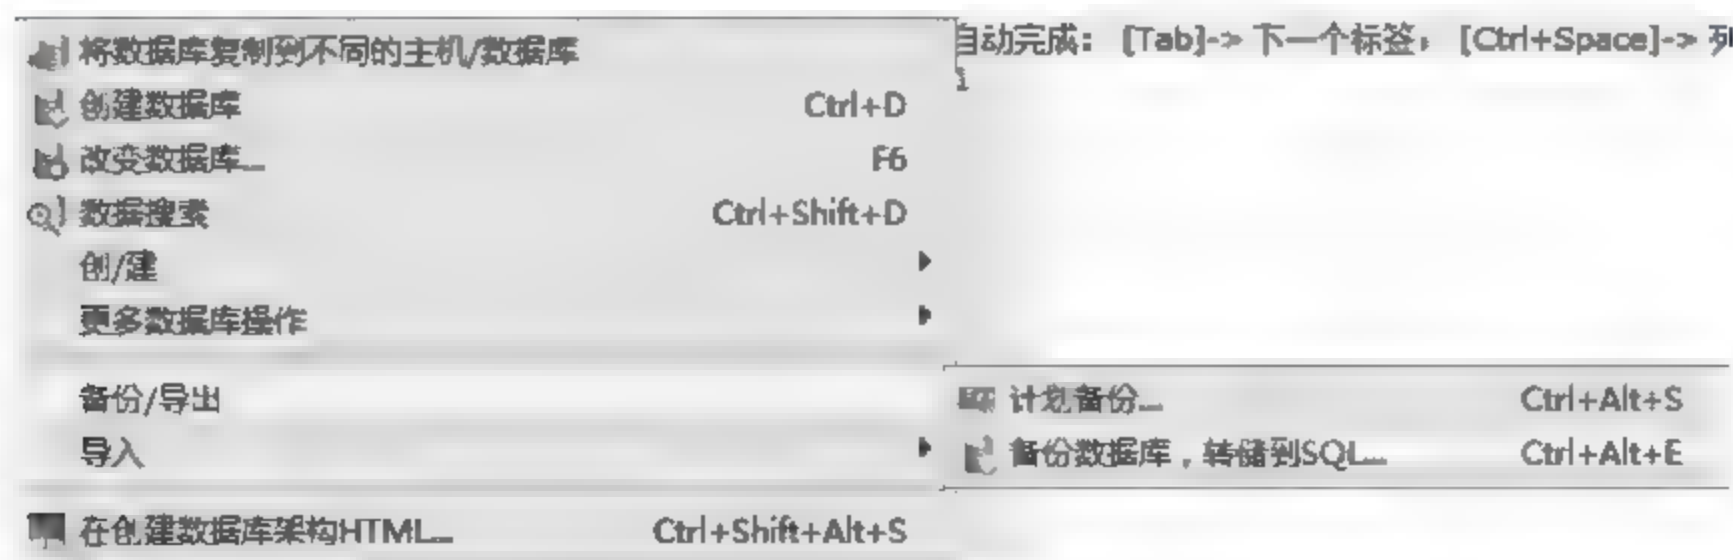 将数据库复制到不同的主机/数据库
创建数据库 Ctrl+D
改变数据库... F6
数据搜索 Ctrl+Shift+D
创/建
更多数据库操作
备份/导出
导入
在创建数据库架构HTML... Ctrl+Shift+Alt+S
自动完成： [Tab]-> 下一个标签； [Ctrl+Space]-> 列
1
计划备份... Ctrl+Alt+S
备份数据库，转储到SQL... Ctrl+Alt+E